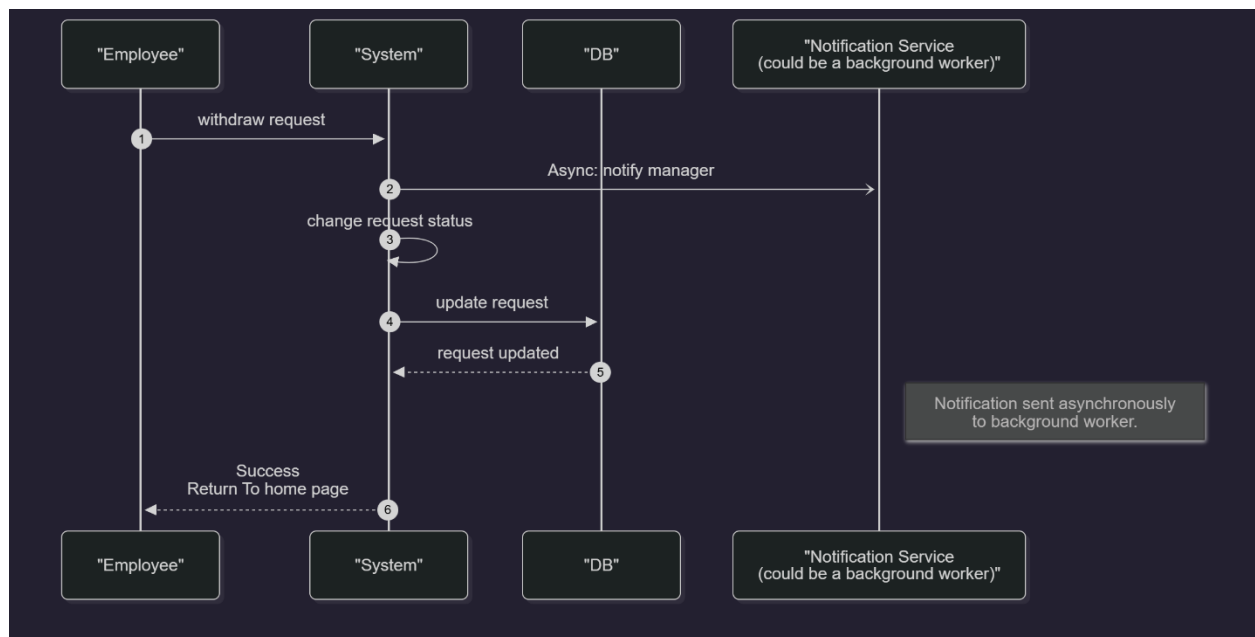 "Employee"
"System"
"DB"
"Notification Service
(could be a background worker)"
1
withdraw request
2
Async: notify manager
change request status
3
4
update request
request updated
5
Notification sent asynchronously
to background worker.
Success
Return To home page
6
"Employee"
"System"
"DB"
"Notification Service
(could be a background worker)"